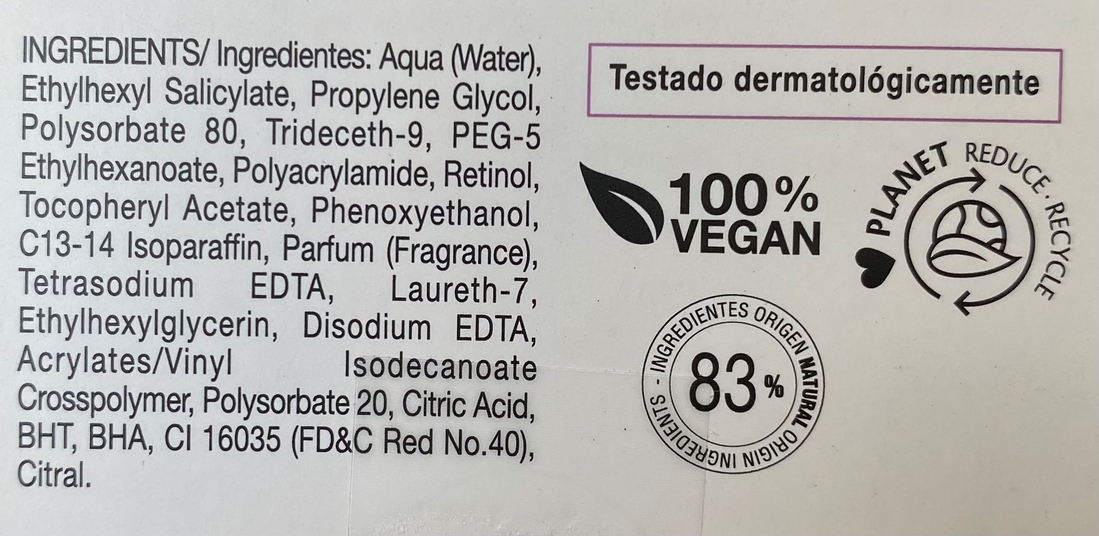 INGREDIENTS/ Ingredientes: Aqua (Water),
Ethylhexyl Salicylate, Propylene Glycol,
Polysorbate 80, Trideceth-9, PEG-5
Ethylhexanoate, Polyacrylamide, Retinol,
Tocopheryl Acetate, Phenoxyethanol,
C13-14 Isoparaffin, Parfum (Fragrance),
Tetrasodium EDTA, Laureth-7,
Ethylhexylglycerin, Disodium EDTA,
Acrylates/Vinyl Isodecanoate
Crosspolymer, Polysorbate 20, Citric Acid,
BHT, BHA, CI 16035 (FD&C Red No.40),
Citral.
Testado dermatológicamente
100%
VEGAN
PLANET REDUCE. RECYCLE
INGREDIENTES ORIGEN NATURAL ORIGIN INGREDIENTS -
83%